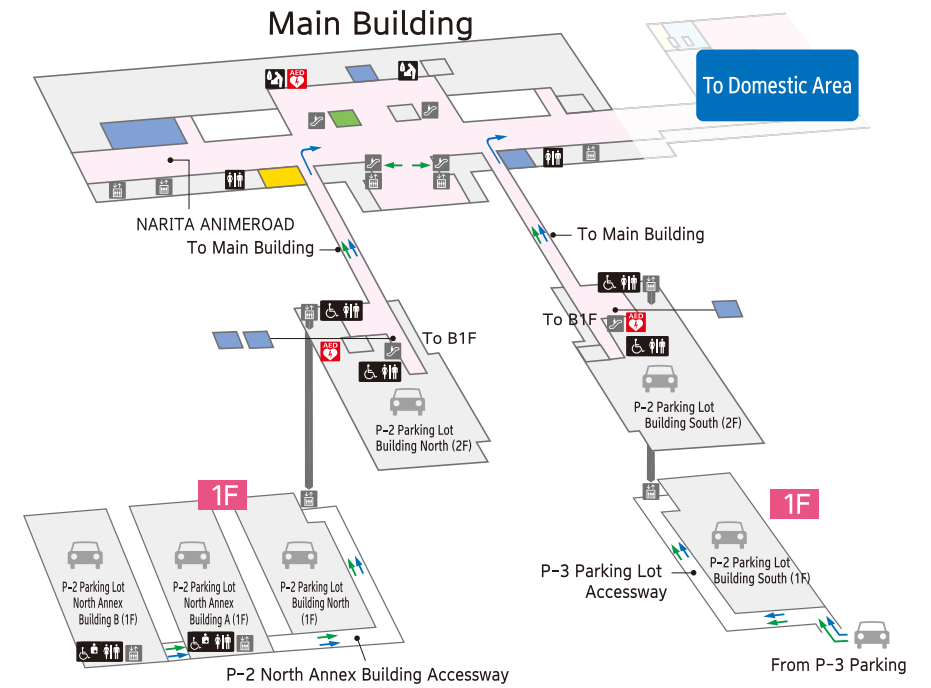 Main Building
To Domestic Area
AED
NARITA ANIMEROAD
To Main Building
To Main Building
To B1F
AED
To B1F
AED
P-2 Parking Lot
Building North (2F)
P-2 Parking Lot
Building South (2F)
1F
1F
P-2 Parking Lot
North Annex
Building B (1F)
P-2 Parking Lot
North Annex
Building A (1F)
P-2 Parking Lot
Building North
(1F)
P-3 Parking Lot
Accessway
P-2 Parking Lot
Building South (1F)
P-2 North Annex Building Accessway
From P-3 Parking